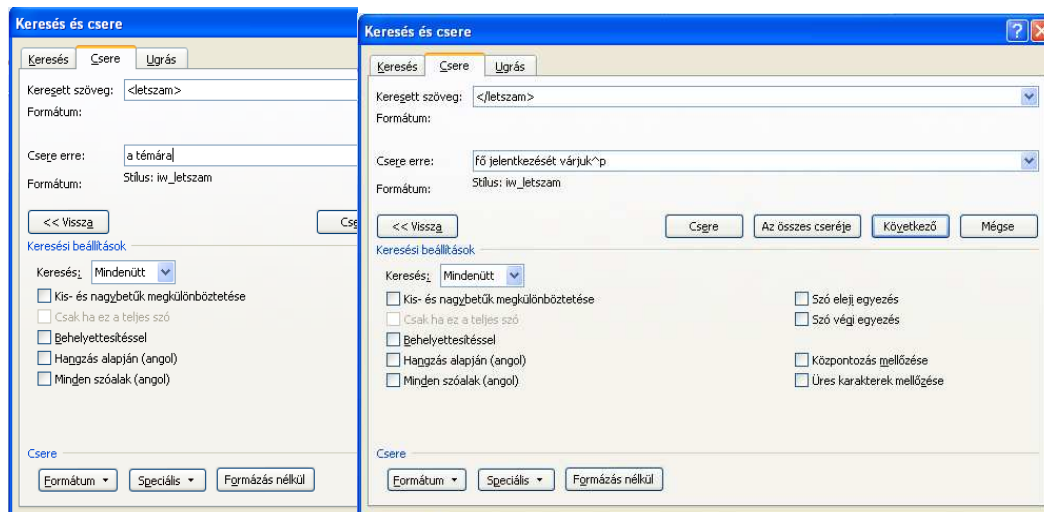 Keresés és csere
Keresés Csere Ugrás
Keresett szöveg: <letszam>
Formátum:
Csere erre: a témára
Formátum: Stílus: iw_letszam
<< Vissza Cse
Keresési beállítások
Keresés: Mindenütt
Kis- és nagybetűk megkülönböztetése
Csak ha ez a teljes szó
Behelyettesítéssel
Hangzás alapján (angol)
Minden szóalak (angol)
Csere
Formátum Speciális Formázás nélkül
Keresés és csere
Keresés Csere Ugrás
Keresett szöveg: </letszam>
Formátum:
Csere erre: fő jelentkezését várjuk^p
Formátum: Stílus: iw_letszam
<< Vissza Csere Az összes cseréje Következő Mégse
Keresési beállítások
Keresés: Mindenütt
Kis- és nagybetűk megkülönböztetése Szó eleji egyezés
Csak ha ez a teljes szó Szó végi egyezés
Behelyettesítéssel
Hangzás alapján (angol) Központozás mellőzése
Minden szóalak (angol) Üres karakterek mellőzése
Csere
Formátum Speciális Formázás nélkül